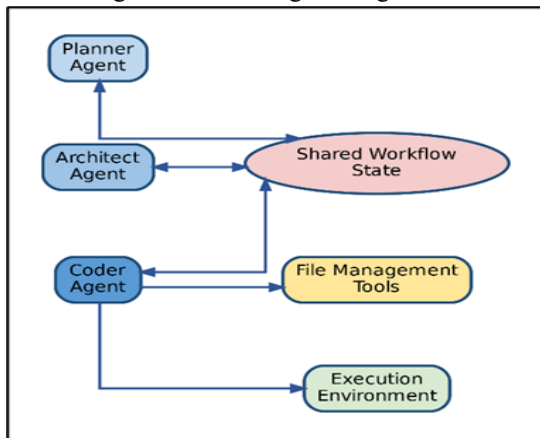 Planner
Agent
Architect
Agent
Shared Workflow
State
Coder
Agent
File Management
Tools
Execution
Environment